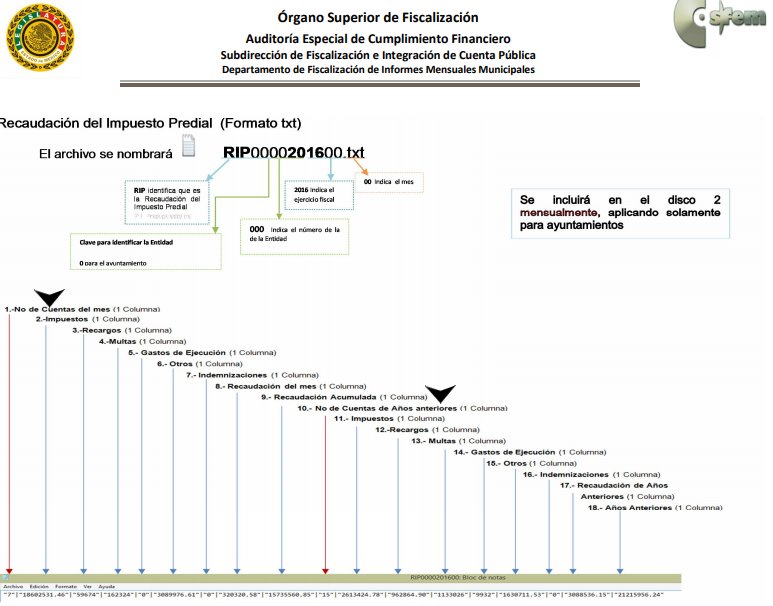 Órgano Superior de Fiscalización
Auditoría Especial de Cumplimiento Financiero
Subdirección de Fiscalización e Integración de Cuenta Pública
Departamento de Fiscalización de Informes Mensuales Municipales
osfem
Recaudación del Impuesto Predial (Formato txt)
El archivo se nombrará RIP000020160​0.txt
RIP identifica que es
la Recaudación del
Impuesto Predial
2016 Indica el
ejercicio fiscal
00 Indica el mes
Clave para identificar la Entidad
0 para el ayuntamiento
000 Indica el número de la
de la Entidad
Se incluirá en el disco 2
mensualmente, aplicando solamente
para ayuntamientos
1.-No de Cuentas del mes (1 Columna)
2.-Impuestos (1 Columna)
3.-Recargos (1 Columna)
4.-Multas (1 Columna)
5.- Gastos de Ejecución (1 Columna)
6.- Otros (1 Columna)
7.- Indemnizaciones (1 Columna)
8.- Recaudación del mes (1 Columna)
9.- Recaudación Acumulada (1 Columna)
10.- No de Cuentas de Años anteriores (1 Columna)
11.- Impuestos (1 Columna)
12.-Recargos (1 Columna)
13.- Multas (1 Columna)
14.- Gastos de Ejecución (1 Columna)
15.- Otros (1 Columna)
16.- Indemnizaciones (1 Columna)
17.- Recaudación de Años
Anteriores (1 Columna)
18.- Años Anteriores (1 Columna)
RIP0000201600: Bloc de notas
Archivo Edición Formato Ver Ayuda
"7"|"18602531.46"|"59674"|"162324"|"0"|"3089976.61"|"0"|"320320.58"|"15735560.85"|"15"|"2613424.78"|"962864.90"|"1133026"|"9932"|"1630711.53"|"0"|"3088536.15"|"21215956.24"